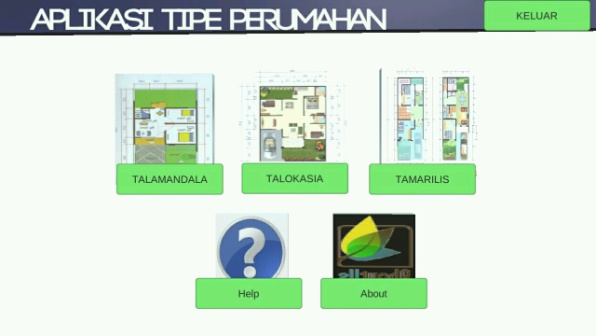 APLIKASI TIPE PERUMAHAN
KELUAR
TALAMANDALA
TALOKASIA
TAMARILIS
Help
About